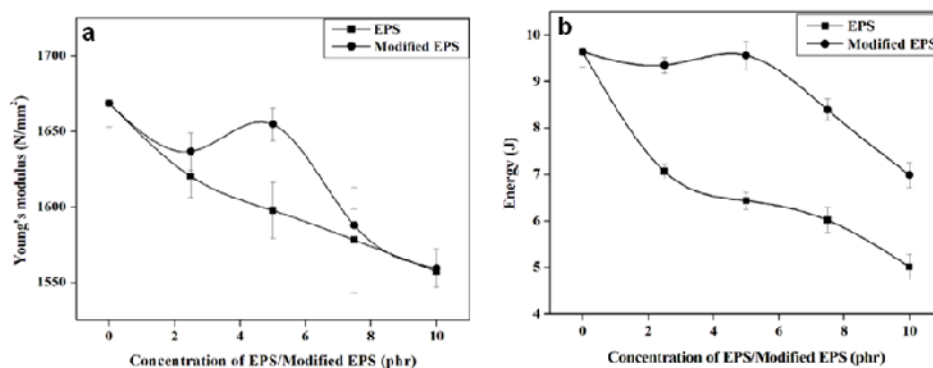 a
EPS
Modified EPS
1700
1650
1600
1550
Young's modulus (N/mm²)
0 2 4 6 8 10
Concentration of EPS/Modified EPS (phr)
b
EPS
Modified EPS
10
9
8
7
6
5
4
Energy (J)
0 2 4 6 8 10
Concentration of EPS/Modified EPS (phr)